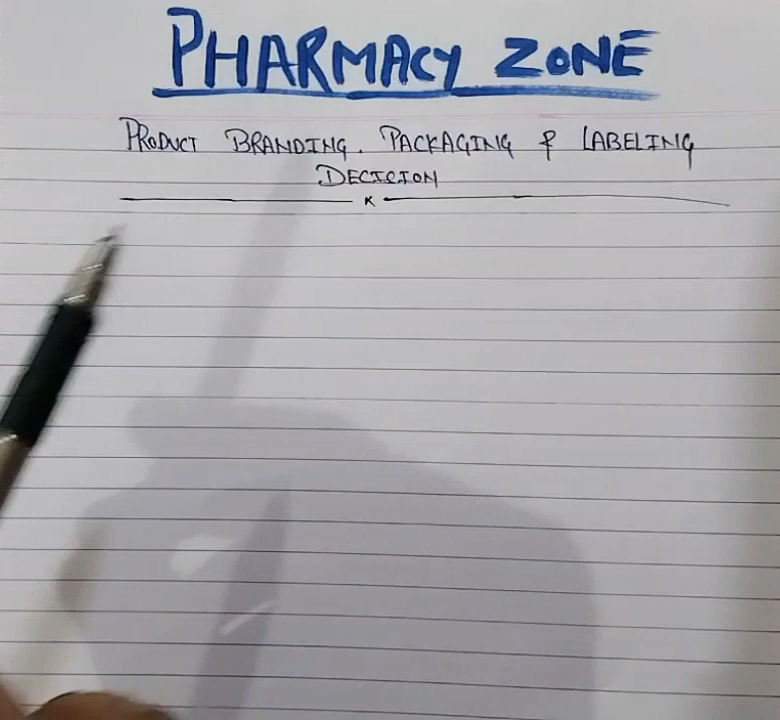 PHARMACY ZONE
PRODUCT BRANDING. PACKAGING & LABELING
DECISION
x